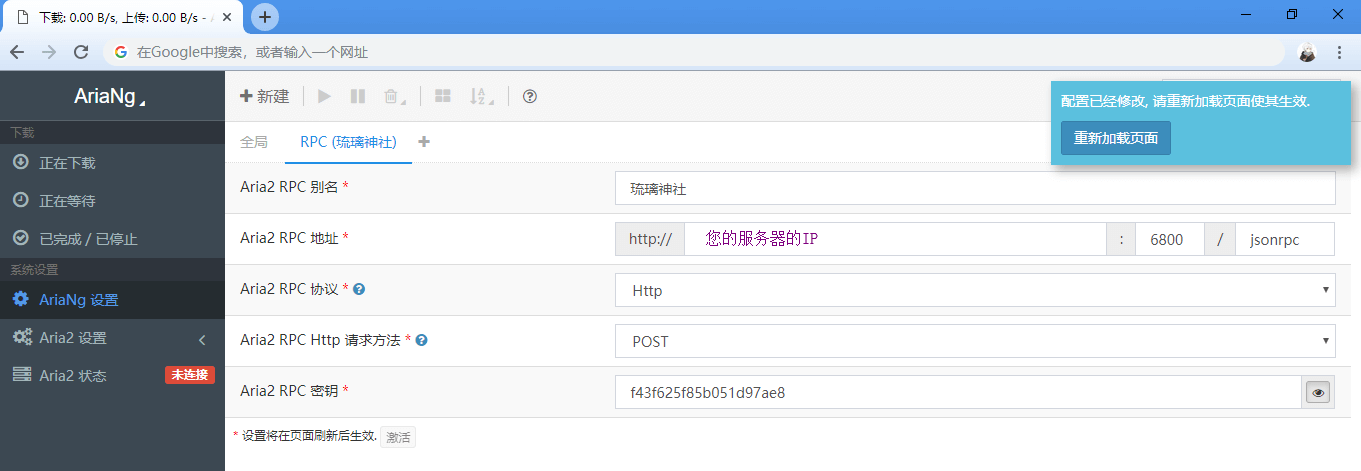 下载: 0.00 B/s, 上传: 0.00 B/s -
在Google中搜索，或者输入一个网址
AriaNg
新建
下载
正在下载
正在等待
已完成 / 已停止
系统设置
AriaNg 设置
Aria2 设置
Aria2 状态 未连接
全局 RPC (琉璃神社)
配置已经修改, 请重新加载页面使其生效.
重新加载页面
Aria2 RPC 别名 * 琉璃神社
Aria2 RPC 地址 * http:// 您的服务器的IP : 6800 / jsonrpc
Aria2 RPC 协议 * Http
Aria2 RPC Http 请求方法 * POST
Aria2 RPC 密钥 * f43f625f85b051d97ae8
* 设置将在页面刷新后生效. 激活